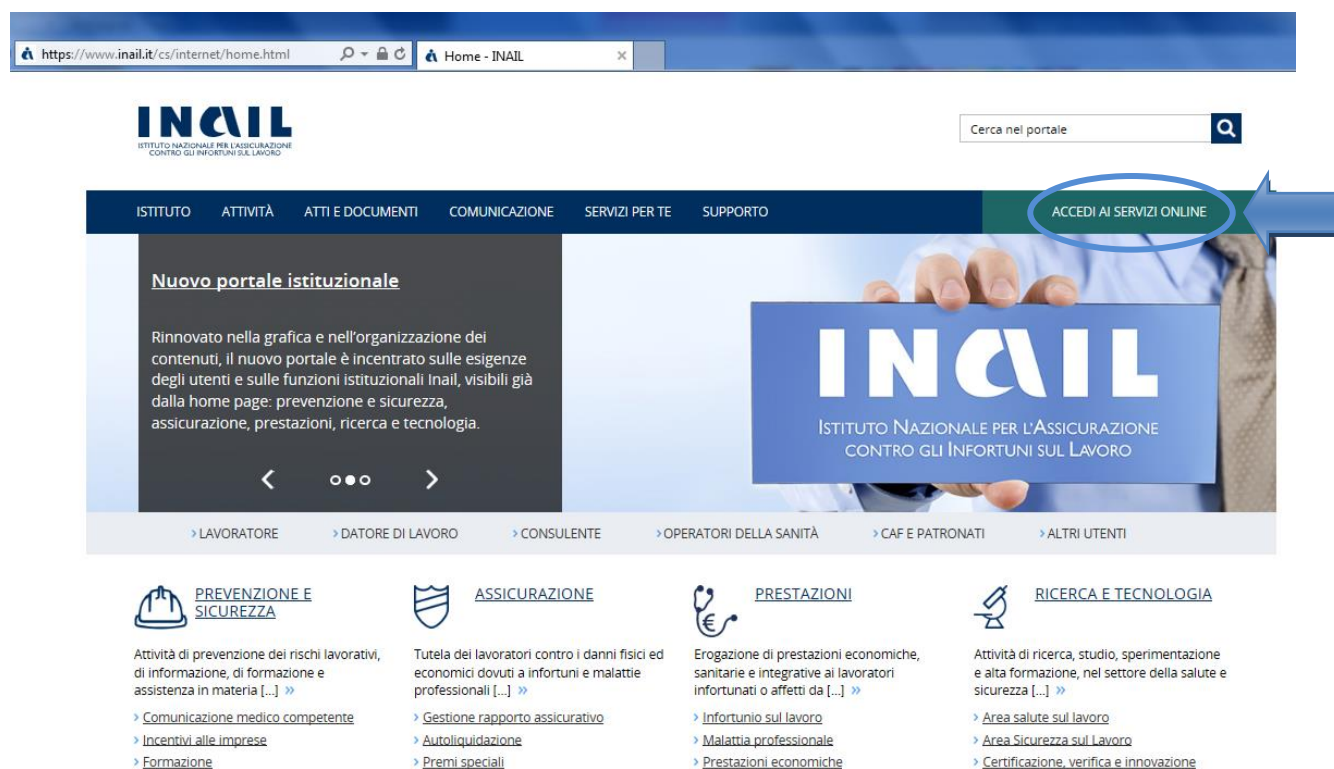 https://www.inail.it/cs/internet/home.html
Home - INAIL
INAIL
ISTITUTO NAZIONALE PER L'ASSICURAZIONE
CONTRO GLI INFORTUNI SUL LAVORO
Cerca nel portale
ISTITUTO ATTIVITÀ ATTI E DOCUMENTI COMUNICAZIONE SERVIZI PER TE SUPPORTO ACCEDI AI SERVIZI ONLINE
Nuovo portale istituzionale
Rinnovato nella grafica e nell'organizzazione dei
contenuti, il nuovo portale è incentrato sulle esigenze
degli utenti e sulle funzioni istituzionali Inail, visibili già
dalla home page: prevenzione e sicurezza,
assicurazione, prestazioni, ricerca e tecnologia.
INAIL
ISTITUTO NAZIONALE PER L'ASSICURAZIONE
CONTRO GLI INFORTUNI SUL LAVORO
LAVORATORE DATORE DI LAVORO CONSULENTE OPERATORI DELLA SANITÀ CAF E PATRONATI ALTRI UTENTI
PREVENZIONE E
SICUREZZA
Attività di prevenzione dei rischi lavorativi,
di informazione, di formazione e
assistenza in materia [...] »
Comunicazione medico competente
Incentivi alle imprese
Formazione
ASSICURAZIONE
Tutela dei lavoratori contro i danni fisici ed
economici dovuti a infortuni e malattie
professionali [...] »
Gestione rapporto assicurativo
Autoliquidazione
Premi speciali
PRESTAZIONI
Erogazione di prestazioni economiche,
sanitarie e integrative ai lavoratori
infortunati o affetti da [...] »
Infortunio sul lavoro
Malattia professionale
Prestazioni economiche
RICERCA E TECNOLOGIA
Attività di ricerca, studio, sperimentazione
e alta formazione, nel settore della salute e
sicurezza [...] »
Area salute sul lavoro
Area Sicurezza sul Lavoro
Certificazione, verifica e innovazione